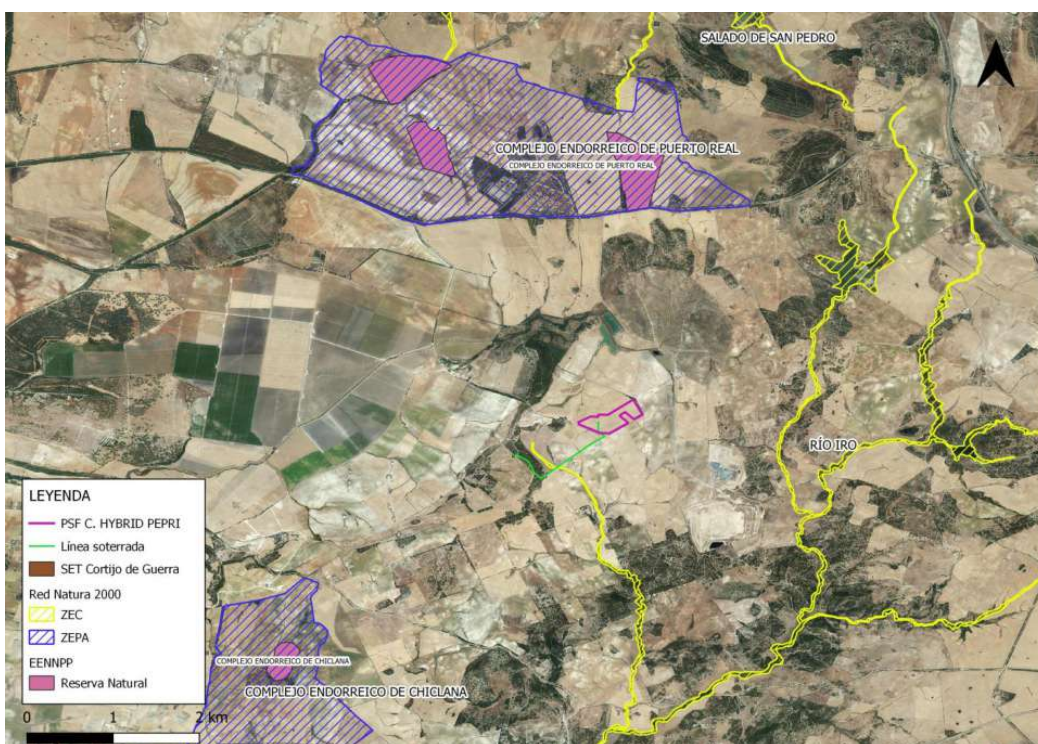 SALADO DE SAN PEDRO
COMPLEJO ENDORREICO DE PUERTO REAL
COMPLEJO ENDORREICO DE PUERTO REAL
RÍO IRO
LEYENDA
PSF C. HYBRID PEPRI
Línea soterrada
SET Cortijo de Guerra
Red Natura 2000
ZEC
ZEPA
EENNPP
Reserva Natural
COMPLEJO ENDORREICO DE CHICLANA
COMPLEJO ENDORREICO DE CHICLANA
0 1 2 km